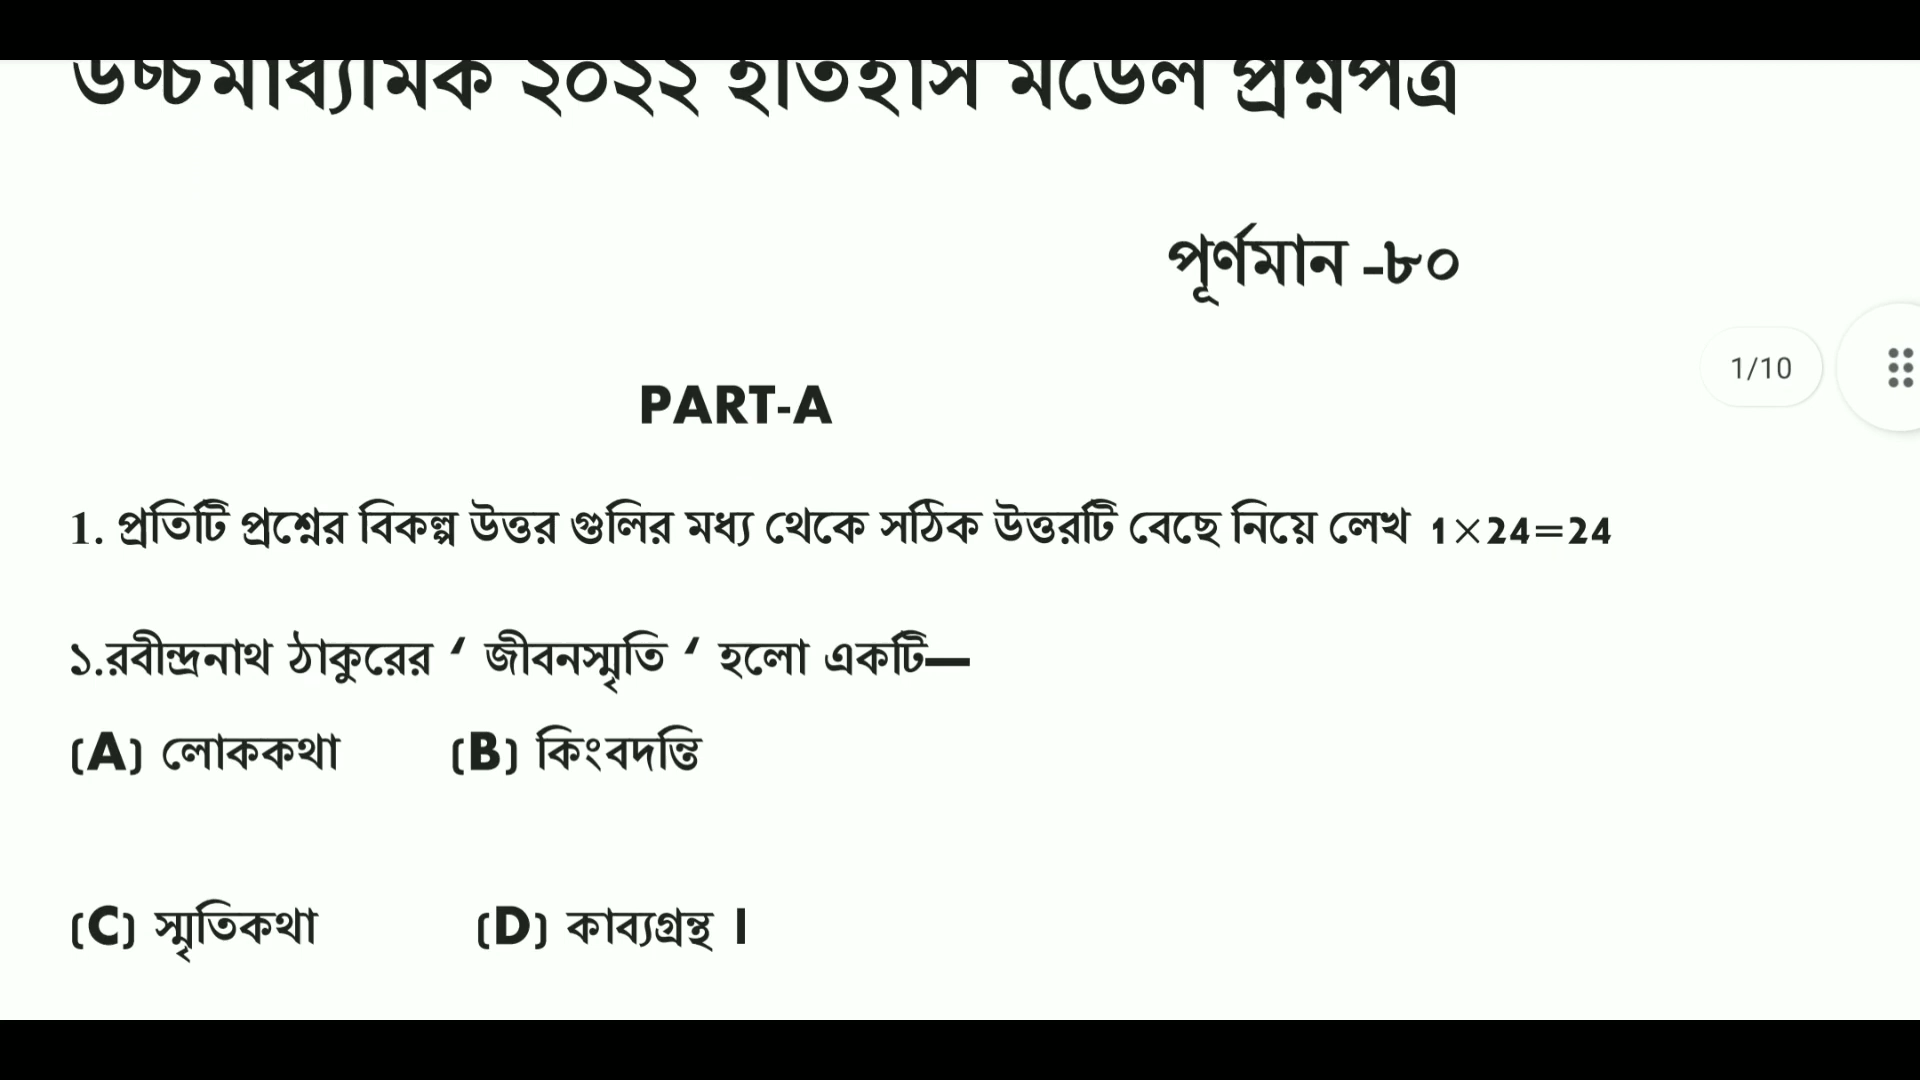 উচ্চমাধ্যমিক ২০২২ ইতিহাস মডেল প্রশ্নপত্র
পূর্ণমান -৮০
1/10
PART-A
1. প্রতিটি প্রশ্নের বিকল্প উত্তর গুলির মধ্য থেকে সঠিক উত্তরটি বেছে নিয়ে লেখ 1×24=24
১.রবীন্দ্রনাথ ঠাকুরের ‘ জীবনস্মৃতি ‘ হলো একটি—
(A) লোককথা (B) কিংবদন্তি
(C) স্মৃতিকথা (D) কাব্যগ্রন্থ ।